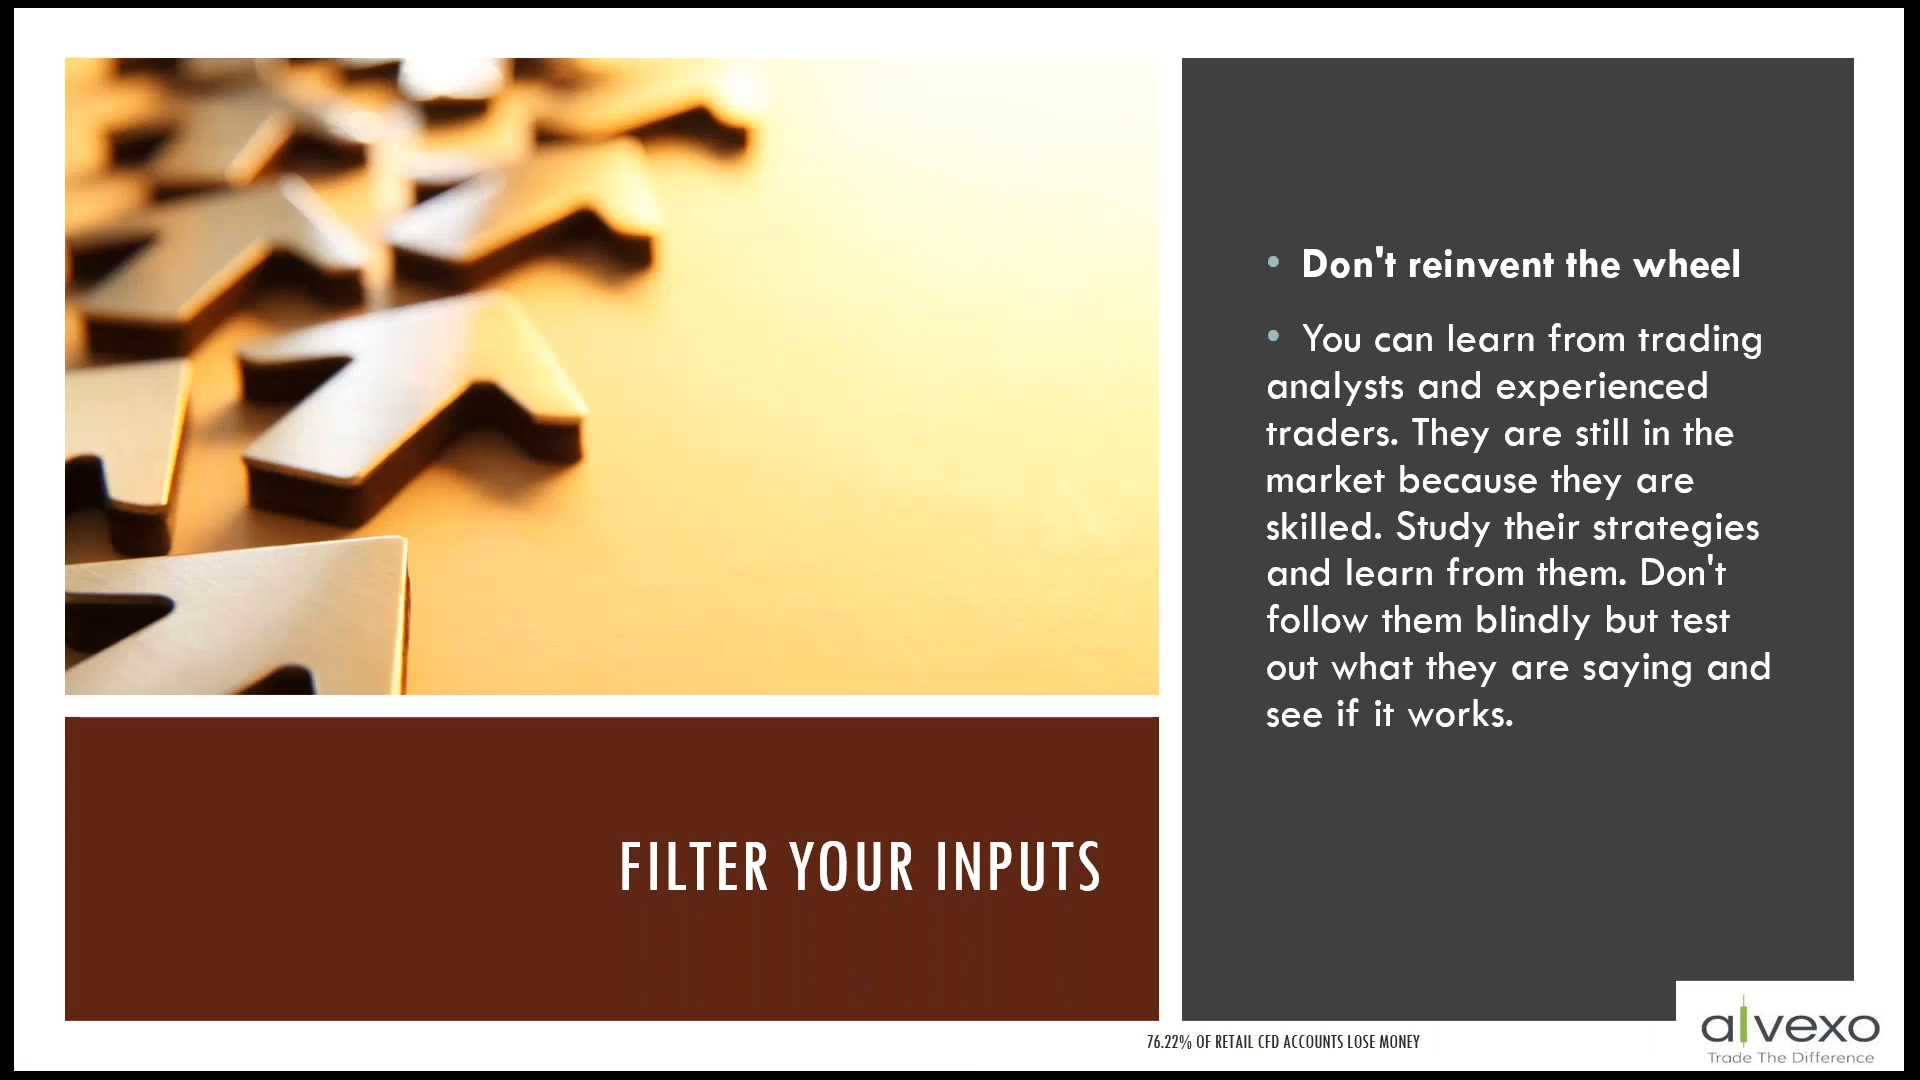 • Don't reinvent the wheel
• You can learn from trading
analysts and experienced
traders. They are still in the
market because they are
skilled. Study their strategies
and learn from them. Don't
follow them blindly but test
out what they are saying and
see if it works.
FILTER YOUR INPUTS
76.22% OF RETAIL CFD ACCOUNTS LOSE MONEY
alvexo
Trade The Difference